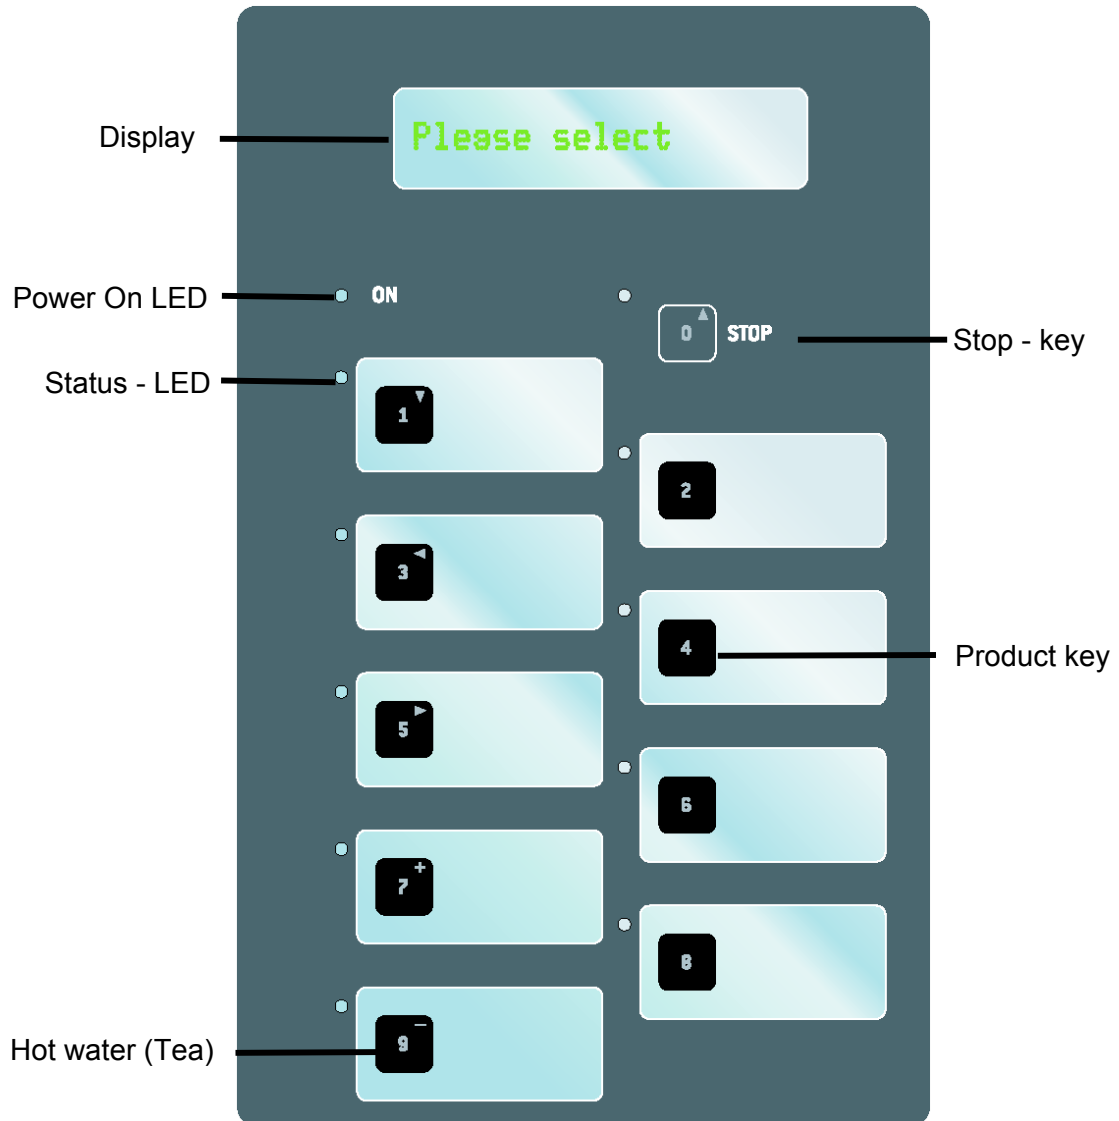 Display
Please select
Power On LED
ON
0
STOP
Stop - key
Status - LED
1
2
3
4
Product key
5
6
7 +
8
Hot water (Tea)
9 –